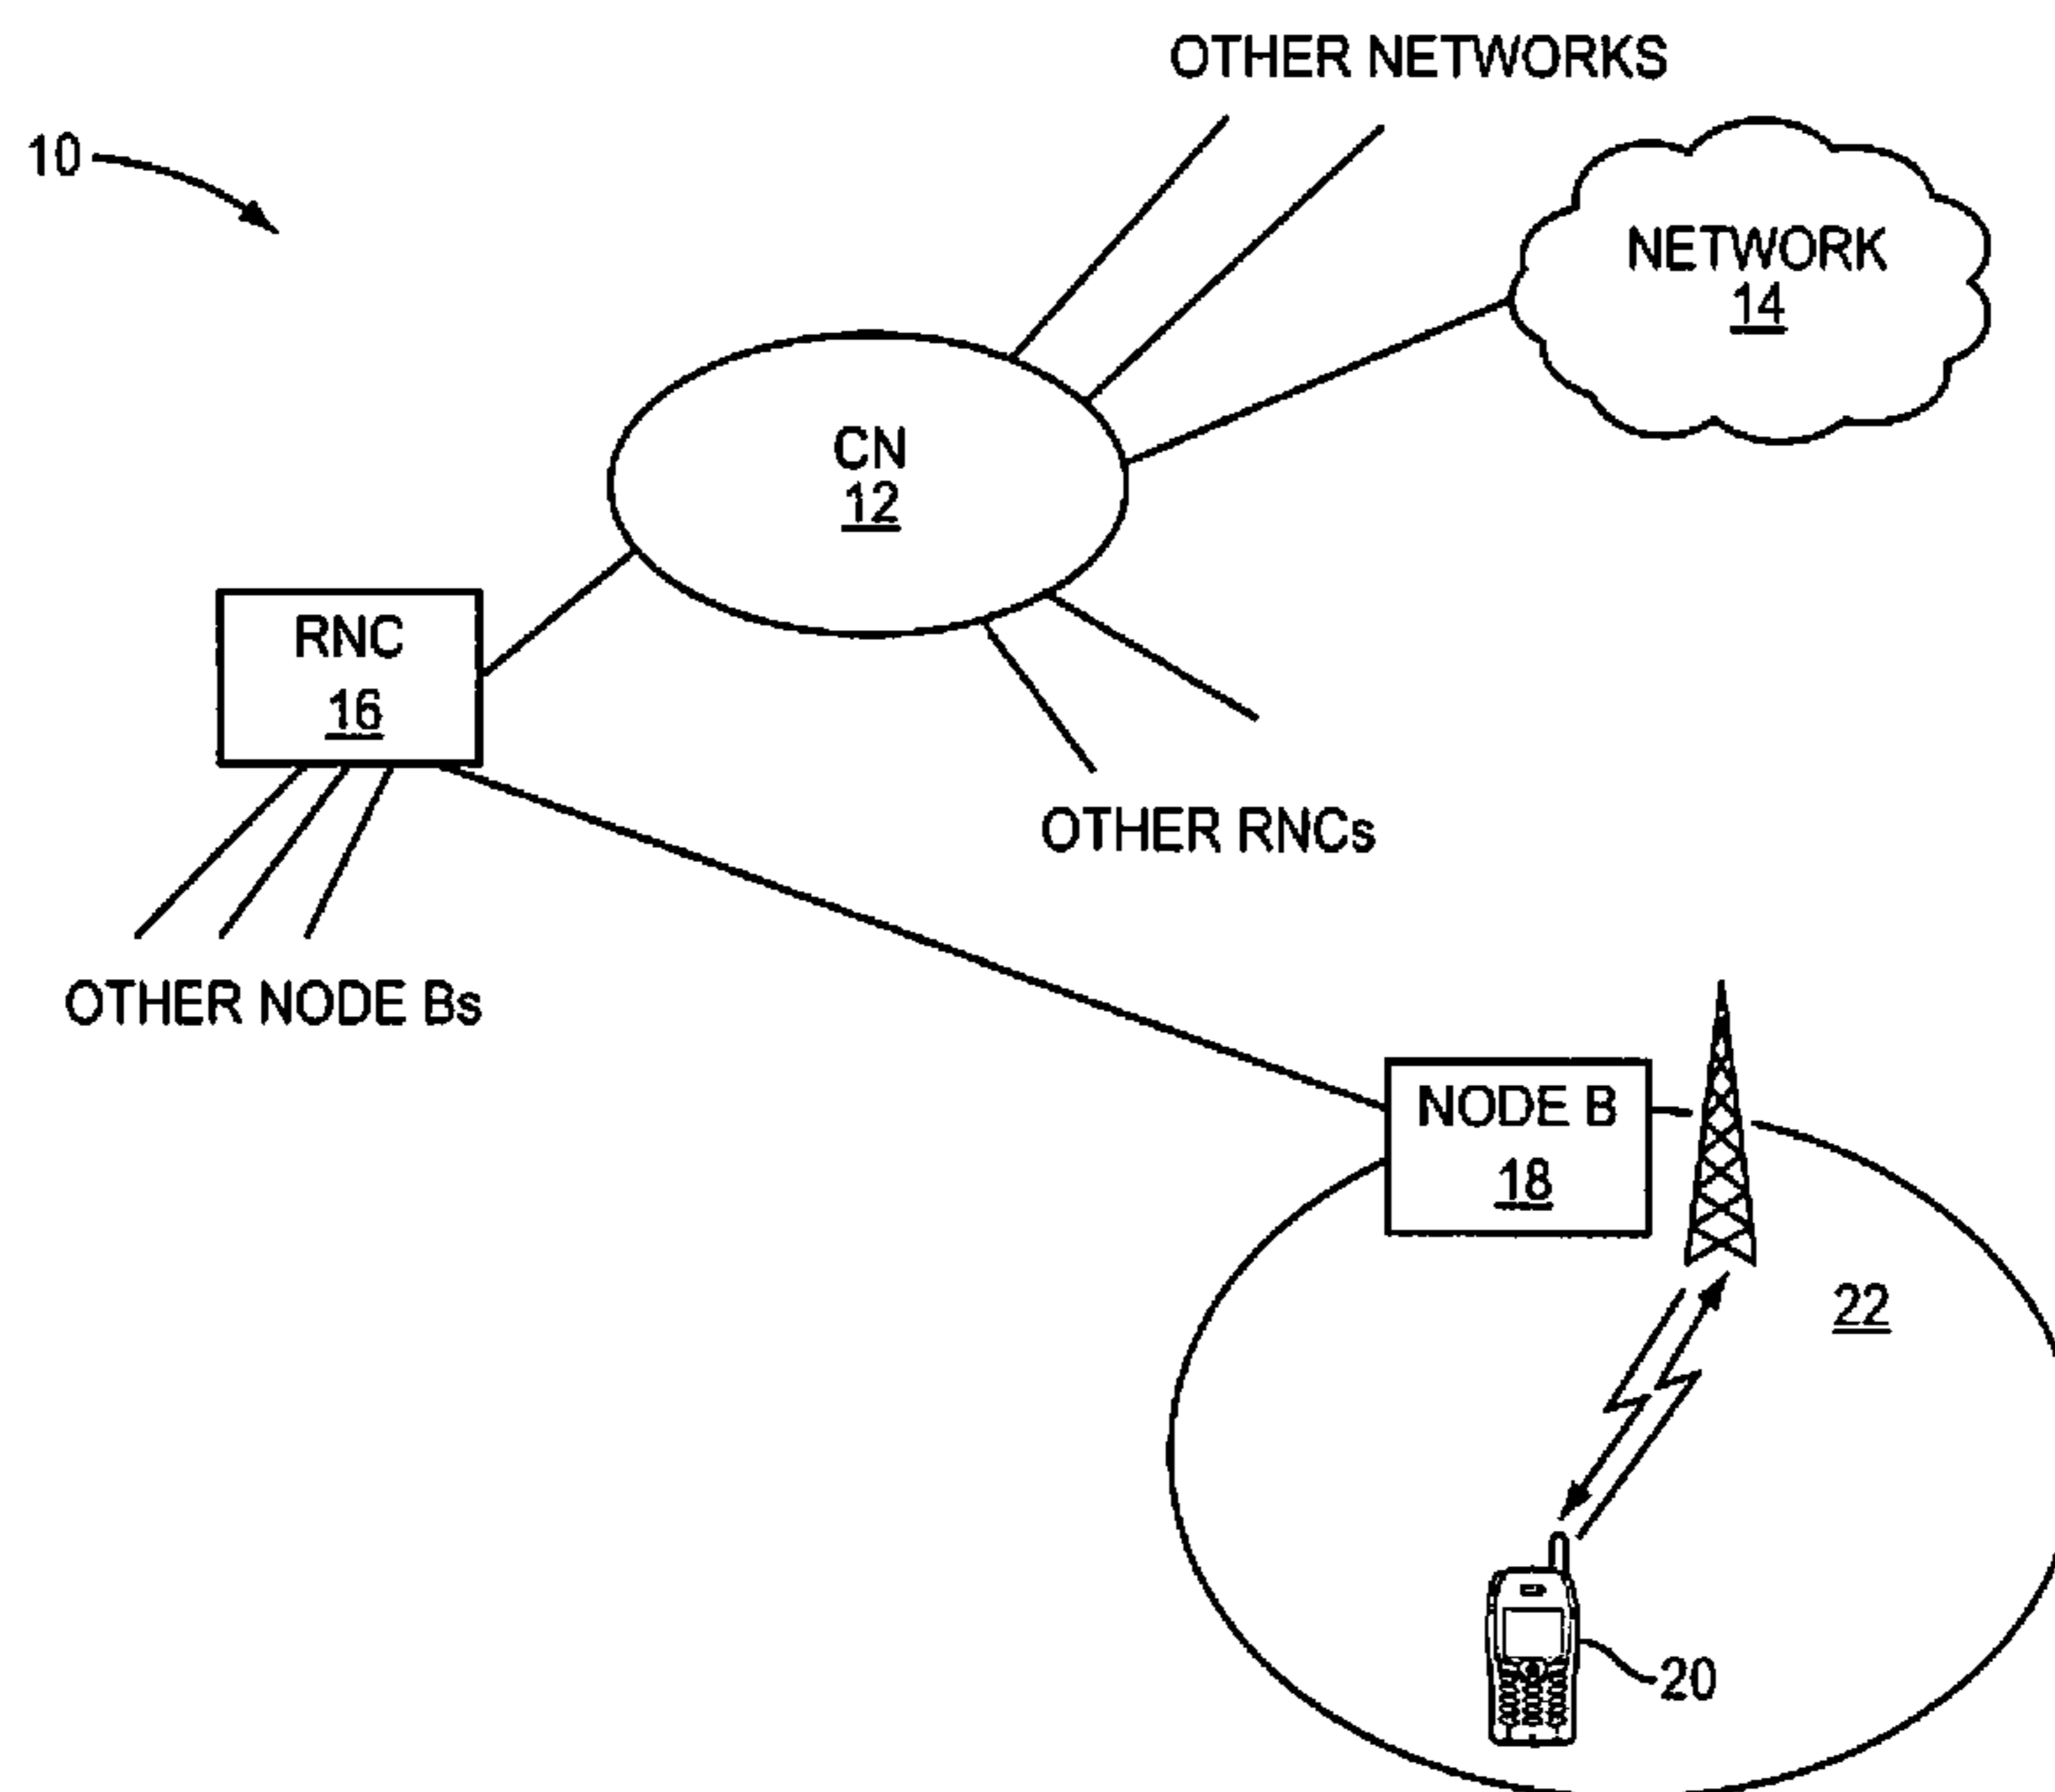 OTHER NETWORKS
10
NETWORK
14
CN
12
RNC
16
OTHER RNCs
OTHER NODE Bs
NODE B
18
22
20